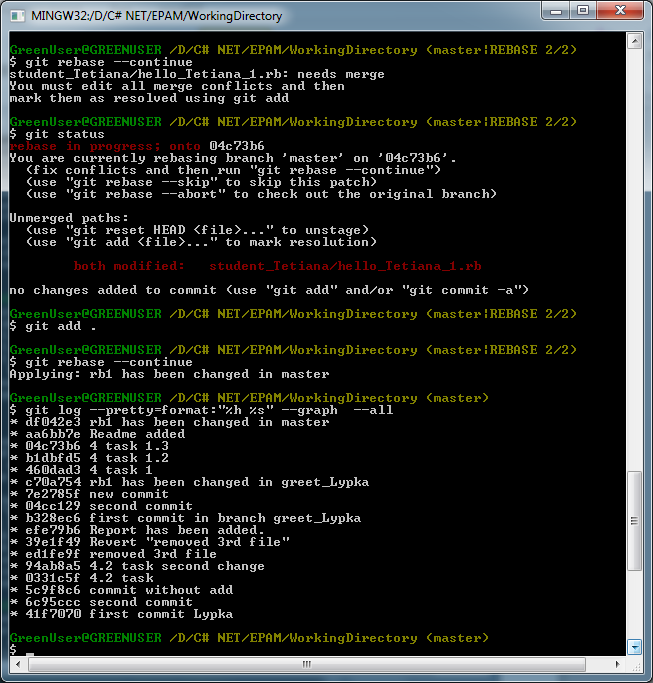 MINGW32:/D/C# NET/EPAM/WorkingDirectory
GreenUser@GREENUSER /D/C# NET/EPAM/WorkingDirectory (master|REBASE 2/2)
$ git rebase --continue
student_Tetiana/hello_Tetiana_1.rb: needs merge
You must edit all merge conflicts and then
mark them as resolved using git add
GreenUser@GREENUSER /D/C# NET/EPAM/WorkingDirectory (master|REBASE 2/2)
$ git status
rebase in progress; onto 04c73b6
You are currently rebasing branch 'master' on '04c73b6'.
  (fix conflicts and then run "git rebase --continue")
  (use "git rebase --skip" to skip this patch)
  (use "git rebase --abort" to check out the original branch)
Unmerged paths:
  (use "git reset HEAD <file>..." to unstage)
  (use "git add <file>..." to mark resolution)
        both modified:   student_Tetiana/hello_Tetiana_1.rb
no changes added to commit (use "git add" and/or "git commit -a")
GreenUser@GREENUSER /D/C# NET/EPAM/WorkingDirectory (master|REBASE 2/2)
$ git add .
GreenUser@GREENUSER /D/C# NET/EPAM/WorkingDirectory (master|REBASE 2/2)
$ git rebase --continue
Applying: rb1 has been changed in master
GreenUser@GREENUSER /D/C# NET/EPAM/WorkingDirectory (master)
$ git log --pretty=format:"%h %s" --graph  --all
* df042e3 rb1 has been changed in master
* aa6bb7e Readme added
* 04c73b6 4 task 1.3
* b1dbfd5 4 task 1.2
* 460dad3 4 task 1
* c70a754 rb1 has been changed in greet_Lypka
* 7e2785f new commit
* 04cc129 second commit
* b328ec6 first commit in branch greet_Lypka
* efe79b6 Report has been added.
* 39e1f49 Revert "removed 3rd file"
* ed1fe9f removed 3rd file
* 94ab8a5 4.2 task second change
* 0331c5f 4.2 task
* 5c9f8c6 commit without add
* 6c95ccc second commit
* 41f7070 first commit Lypka
GreenUser@GREENUSER /D/C# NET/EPAM/WorkingDirectory (master)
$